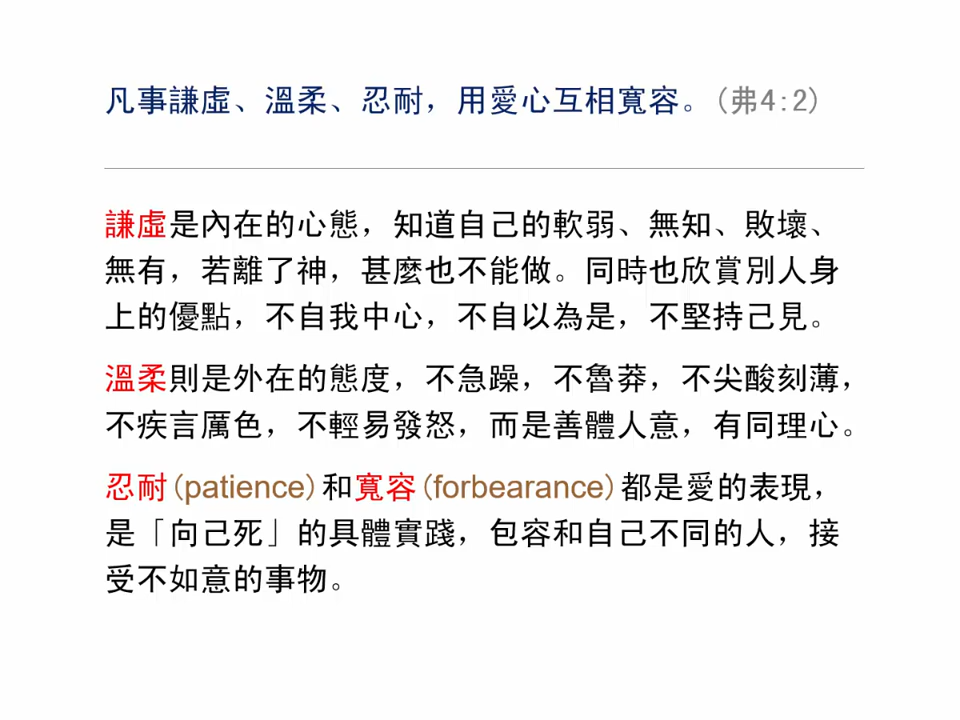 凡事謙虛、溫柔、忍耐，用愛心互相寬容。(弗4:2)
謙虛是內在的心態，知道自己的軟弱、無知、敗壞、
無有，若離了神，甚麼也不能做。同時也欣賞別人身
上的優點，不自我中心，不自以為是，不堅持己見。
溫柔則是外在的態度，不急躁，不魯莽，不尖酸刻薄，
不疾言厲色，不輕易發怒，而是善體人意，有同理心。
忍耐(patience)和寬容(forbearance)都是愛的表現，
是「向己死」的具體實踐，包容和自己不同的人，接
受不如意的事物。